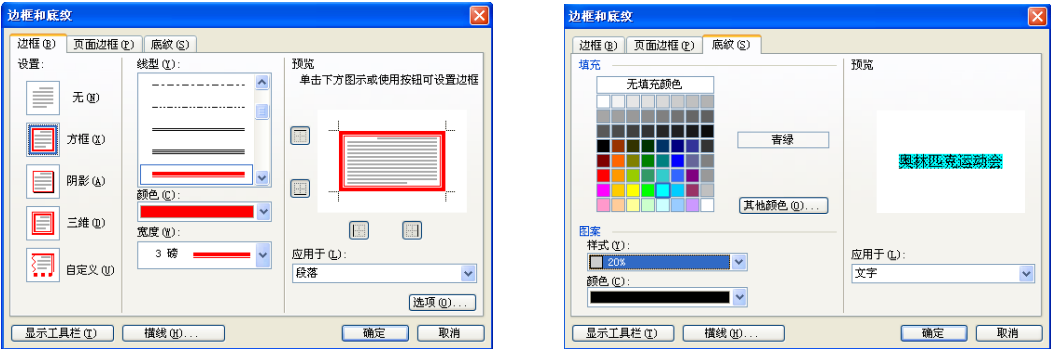 边框和底纹
边框(B) 页面边框(P) 底纹(S)
设置:
无(N)
方框(X)
阴影(A)
三维(D)
自定义(U)
线型(Y):
颜色(C):
宽度(W):
3 磅
预览
单击下方图示或使用按钮可设置边框
应用于(L):
段落
选项(O)...
显示工具栏(T) 横线(H)... 确定 取消
边框和底纹
边框(B) 页面边框(P) 底纹(S)
填充
无填充颜色
青绿
其他颜色(O)...
图案
样式(Y):
20%
颜色(C):
预览
奥林匹克运动会
应用于(L):
文字
显示工具栏(T) 横线(H)... 确定 取消